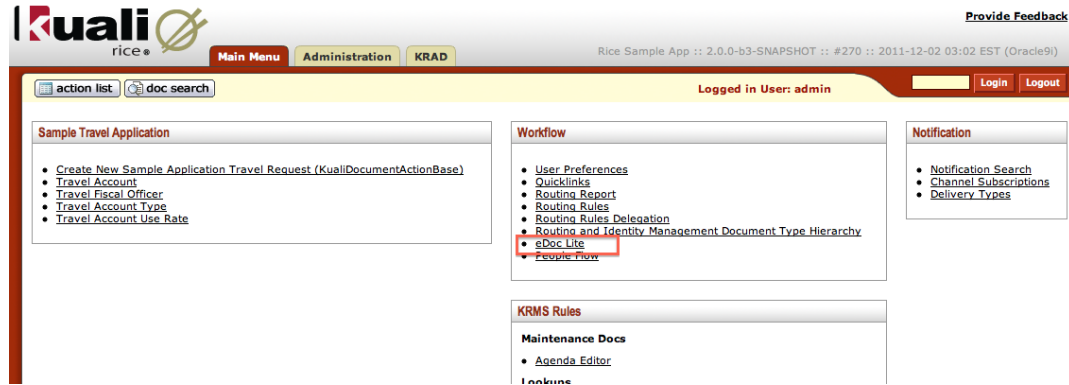 Provide Feedback
kuali
rice
Main Menu
Administration
KRAD
Rice Sample App :: 2.0.0-b3-SNAPSHOT :: #270 :: 2011-12-02 03:02 EST (Oracle9i)
action list
doc search
Logged in User: admin
Login
Logout
Sample Travel Application
Create New Sample Application Travel Request (KualiDocumentActionBase)
Travel Account
Travel Fiscal Officer
Travel Account Type
Travel Account Use Rate
Workflow
User Preferences
Quicklinks
Routing Report
Routing Rules
Routing Rules Delegation
Routing and Identity Management Document Type Hierarchy
eDoc Lite
People Flow
KRMS Rules
Maintenance Docs
Agenda Editor
Lookups
Notification
Notification Search
Channel Subscriptions
Delivery Types